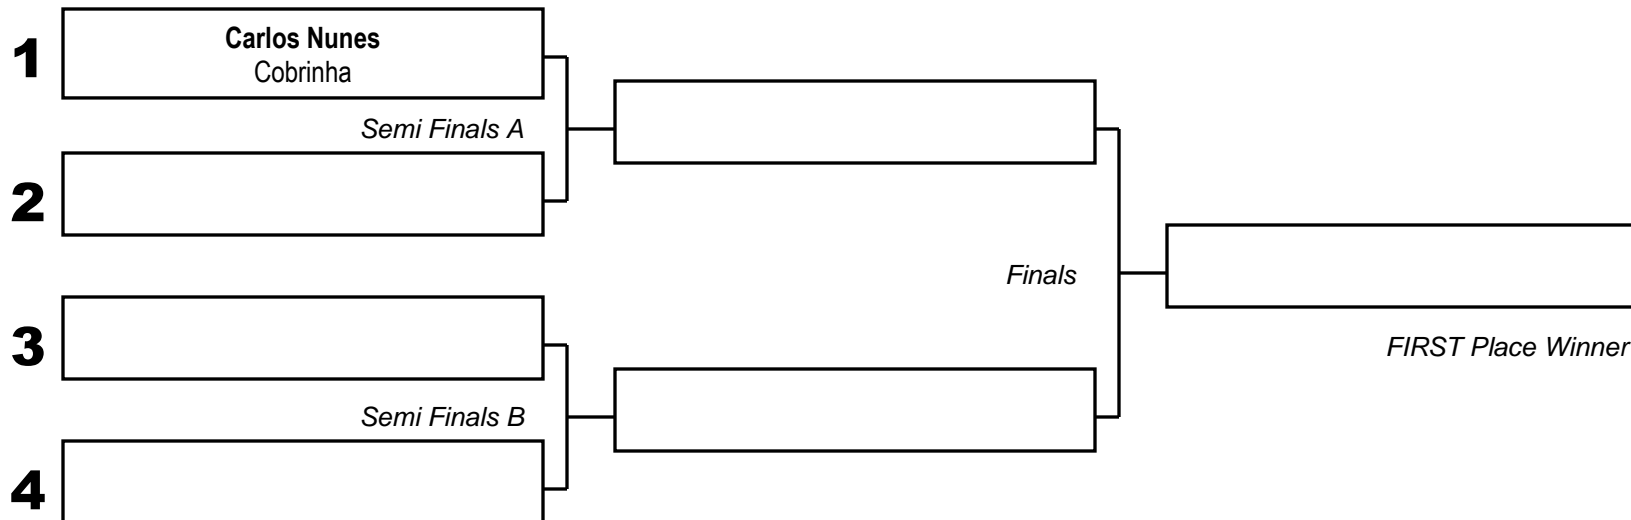 1
Carlos Nunes
Cobrinha
Semi Finals A
2
Finals
3
FIRST Place Winner
Semi Finals B
4